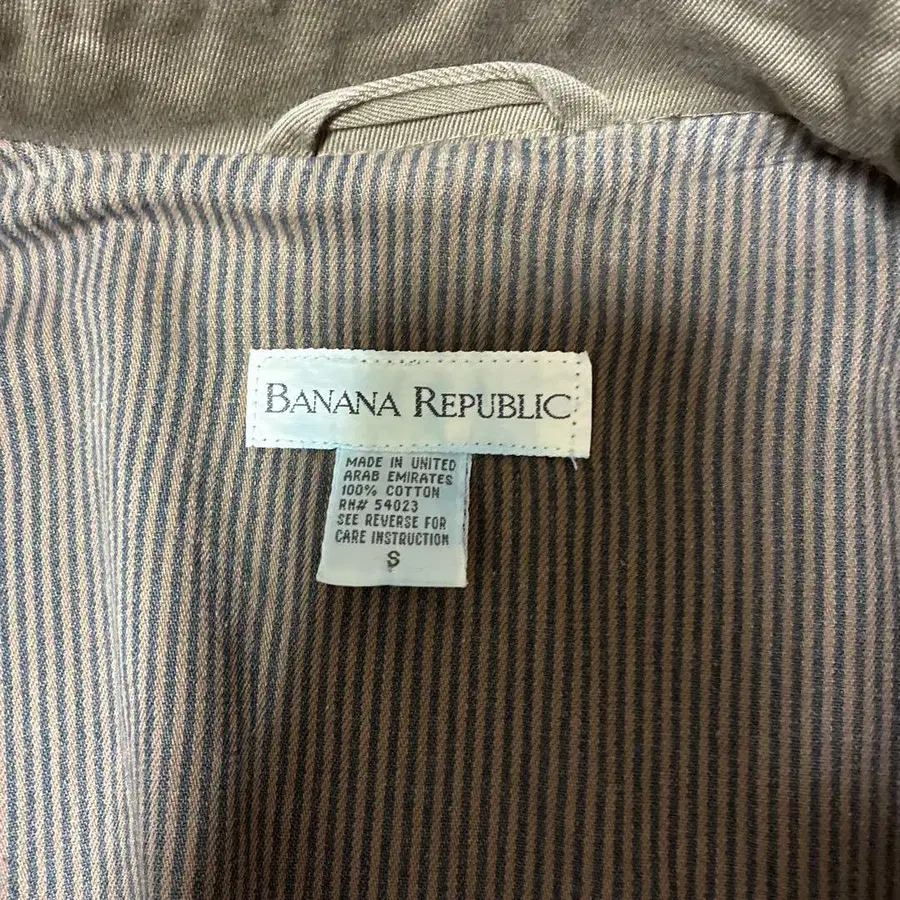 BANANA REPUBLIC
MADE IN UNITED
ARAB EMIRATES
100% COTTON
RN# 54023
SEE REVERSE FOR
CARE INSTRUCTION
S